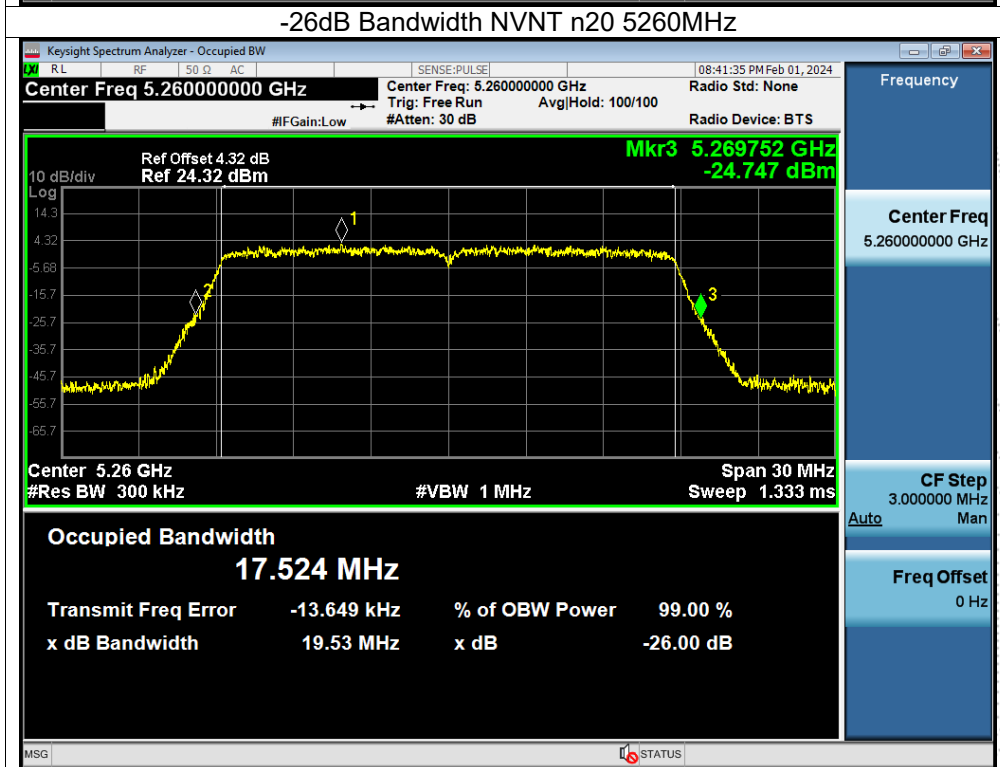 -26dB Bandwidth NVNT n20 5260MHz
Keysight Spectrum Analyzer - Occupied BW
LXI RL RF 50 Ω AC SENSE:PULSE 08:41:35 PM Feb 01, 2024
Center Freq 5.260000000 GHz Center Freq: 5.260000000 GHz Radio Std: None Frequency
Trig: Free Run Avg|Hold: 100/100
#IFGain:Low #Atten: 30 dB Radio Device: BTS
Ref Offset 4.32 dB Mkr3 5.269752 GHz
10 dB/div Ref 24.32 dBm -24.747 dBm
Log
14.3
4.32
-5.68
-15.7
-25.7
-35.7
-45.7
-55.7
-65.7
1
2
3
Center Freq
5.260000000 GHz
Center 5.26 GHz Span 30 MHz
#Res BW 300 kHz #VBW 1 MHz Sweep 1.333 ms
CF Step
3.000000 MHz
Auto Man
Occupied Bandwidth
17.524 MHz
Freq Offset
0 Hz
Transmit Freq Error -13.649 kHz % of OBW Power 99.00 %
x dB Bandwidth 19.53 MHz x dB -26.00 dB
MSG STATUS